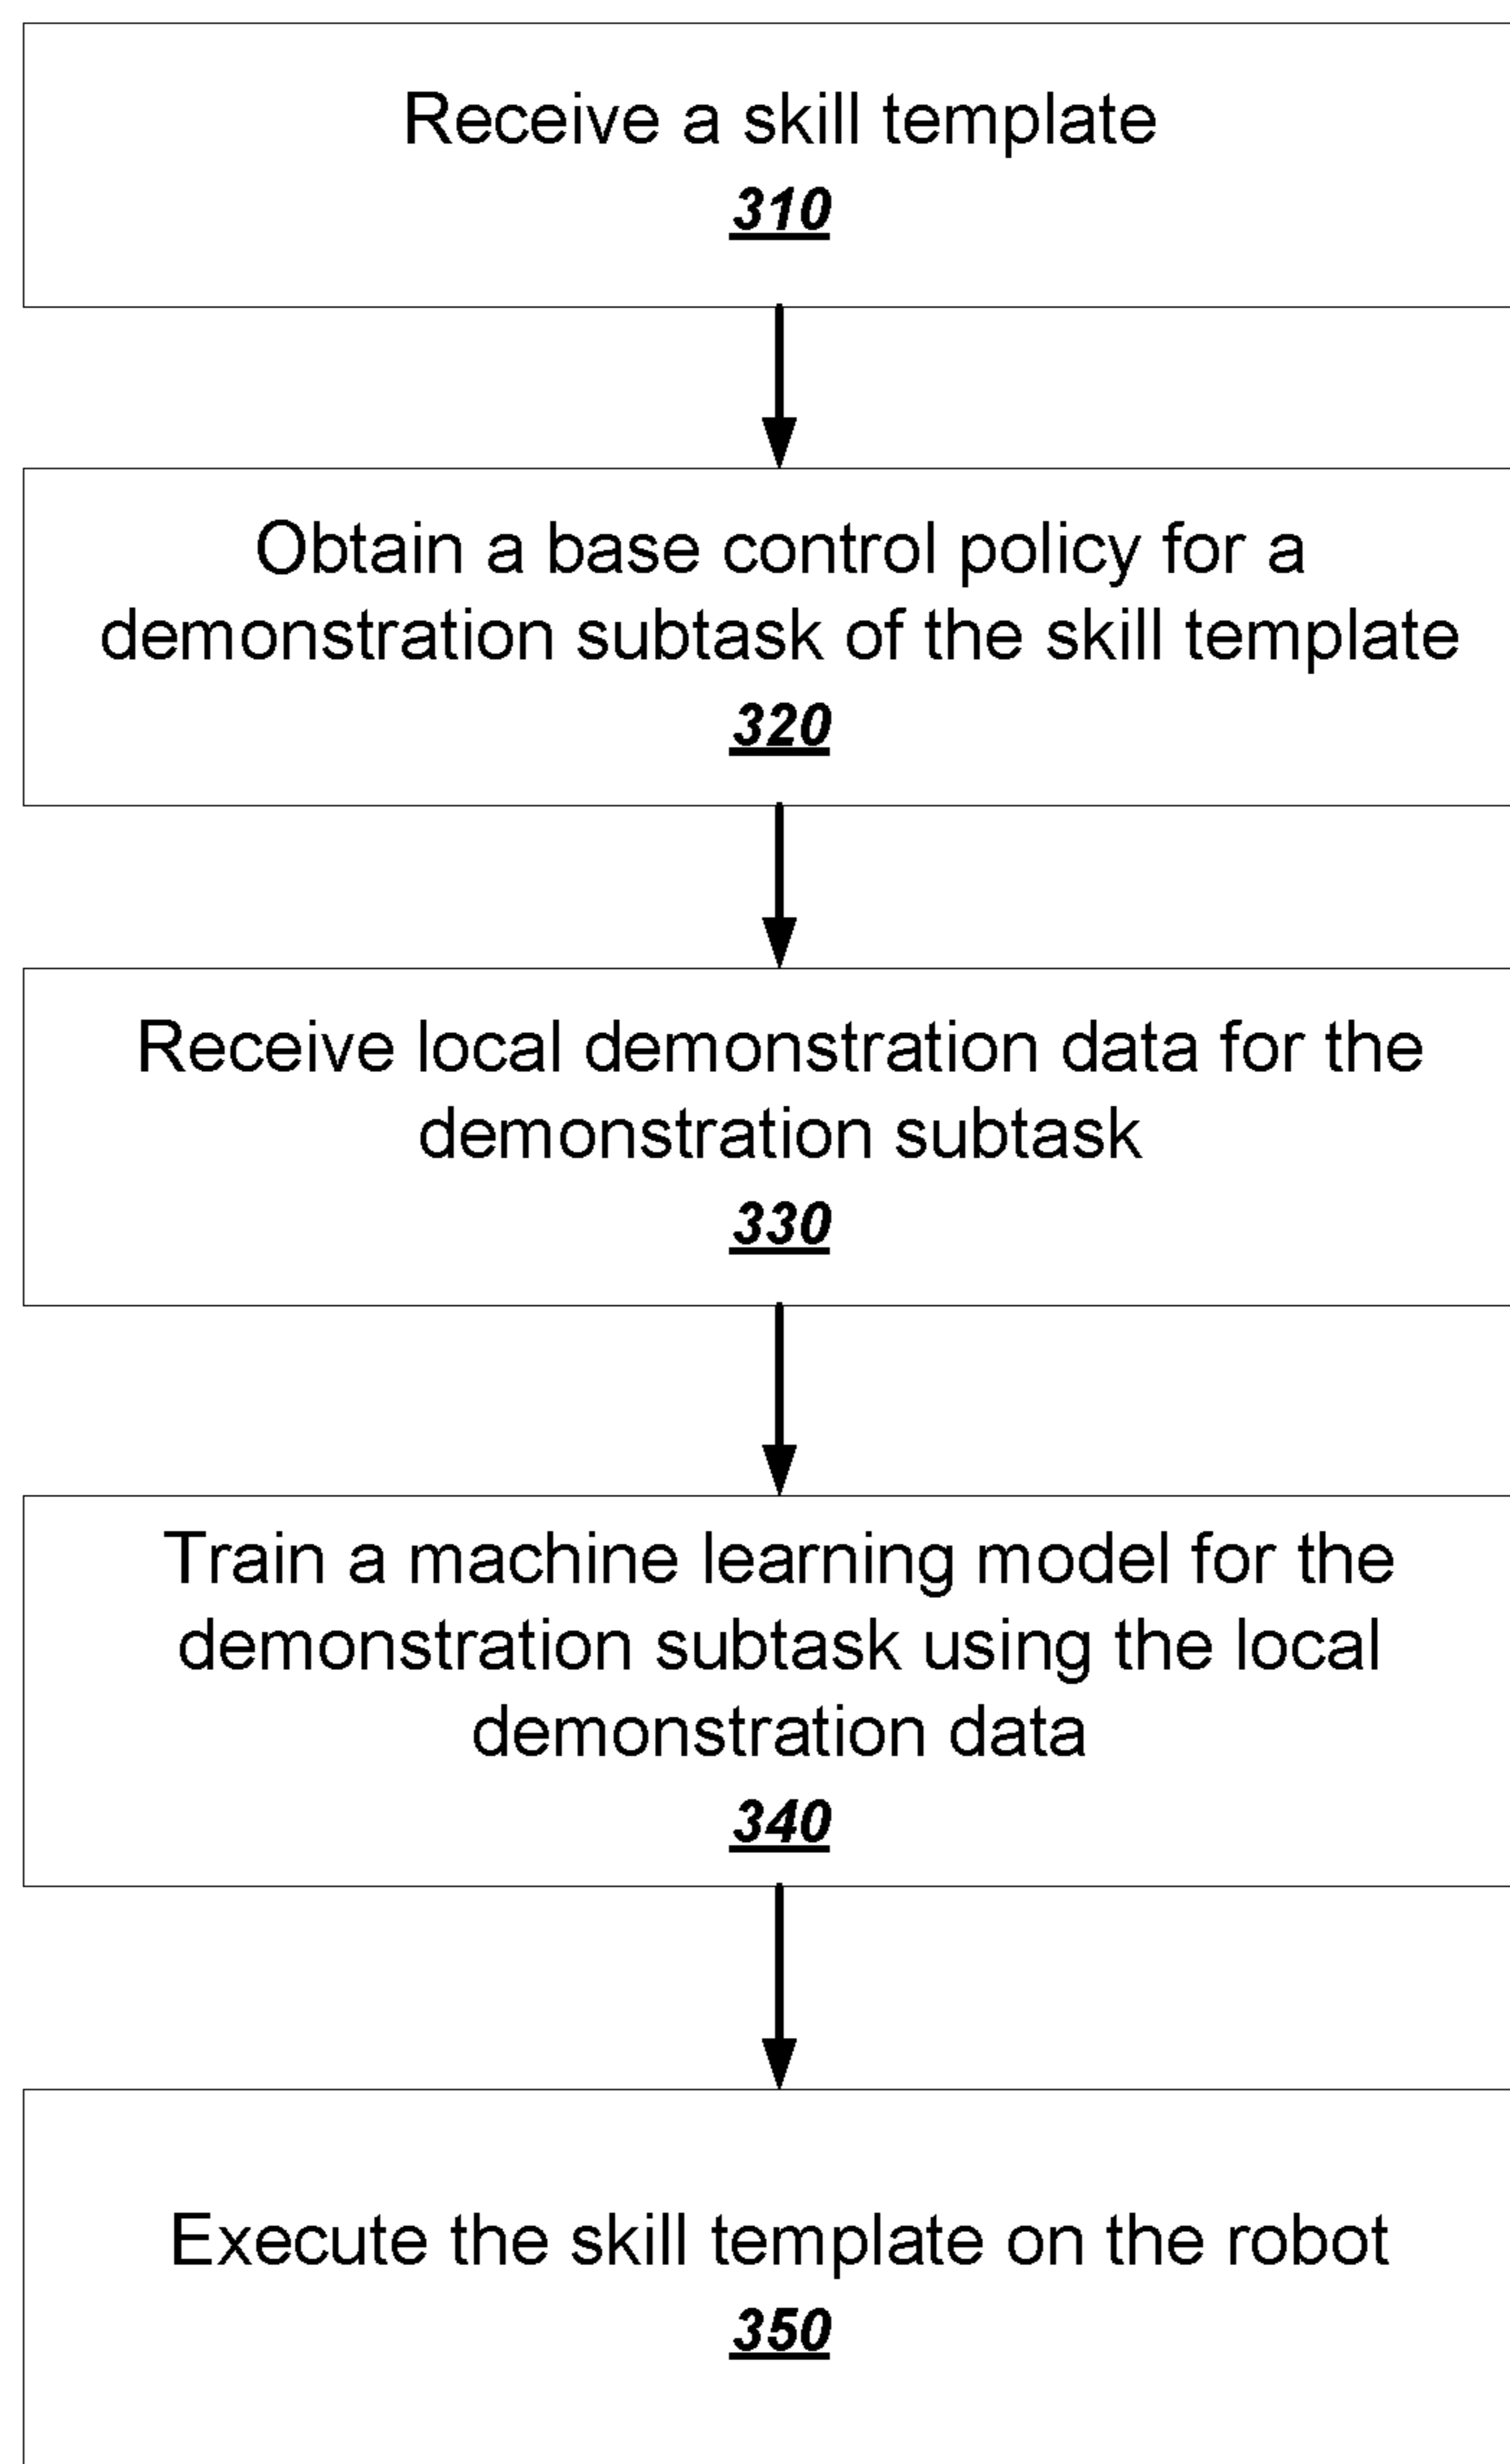 Receive a skill template
310
Obtain a base control policy for a
demonstration subtask of the skill template
320
Receive local demonstration data for the
demonstration subtask
330
Train a machine learning model for the
demonstration subtask using the local
demonstration data
340
Execute the skill template on the robot
350